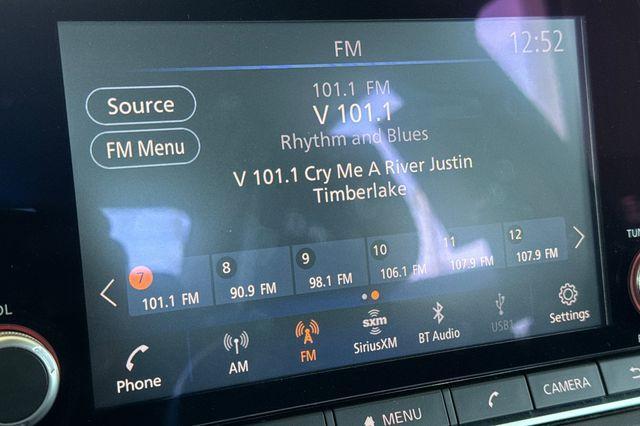 FM
12:52
Source
101.1 FM
V 101.1
FM Menu
Rhythm and Blues
V 101.1 Cry Me A River Justin
Timberlake
7
101.1 FM
8
90.9 FM
9
98.1 FM
10
106.1 FM
11
107.9 FM
12
107.9 FM
Phone
AM
FM
sxm
SiriusXM
BT Audio
USB1
Settings
MENU
CAMERA